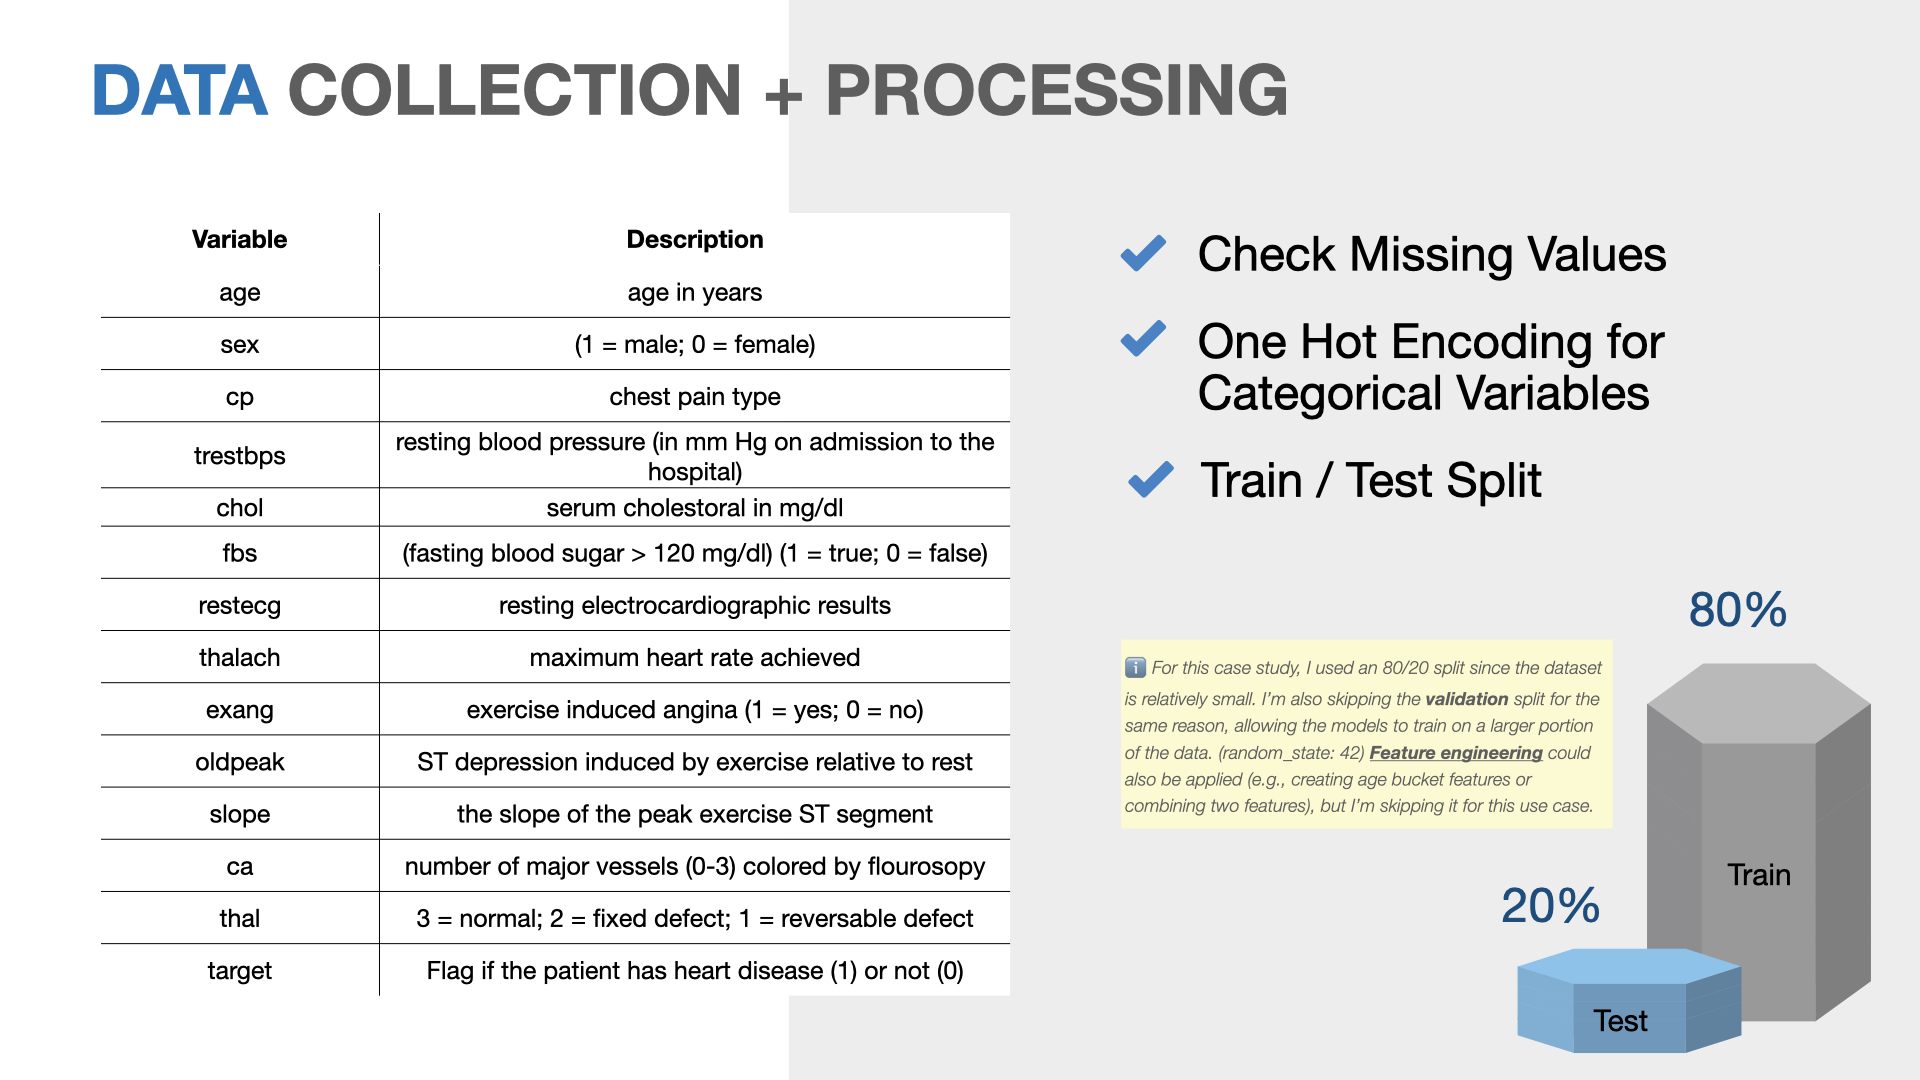 DATA COLLECTION + PROCESSING
Variable Description
age age in years
sex (1 = male; 0 = female)
cp chest pain type
trestbps resting blood pressure (in mm Hg on admission to the
hospital)
chol serum cholestoral in mg/dl
fbs (fasting blood sugar > 120 mg/dl) (1 = true; 0 = false)
restecg resting electrocardiographic results
thalach maximum heart rate achieved
exang exercise induced angina (1 = yes; 0 = no)
oldpeak ST depression induced by exercise relative to rest
slope the slope of the peak exercise ST segment
ca number of major vessels (0-3) colored by flourosopy
thal 3 = normal; 2 = fixed defect; 1 = reversable defect
target Flag if the patient has heart disease (1) or not (0)
Check Missing Values
One Hot Encoding for
Categorical Variables
Train / Test Split
ℹ️ For this case study, I used an 80/20 split since the dataset
is relatively small. I'm also skipping the validation split for the
same reason, allowing the models to train on a larger portion
of the data. (random_state: 42) Feature engineering could
also be applied (e.g., creating age bucket features or
combining two features), but I'm skipping it for this use case.
80%
Train
20%
Test